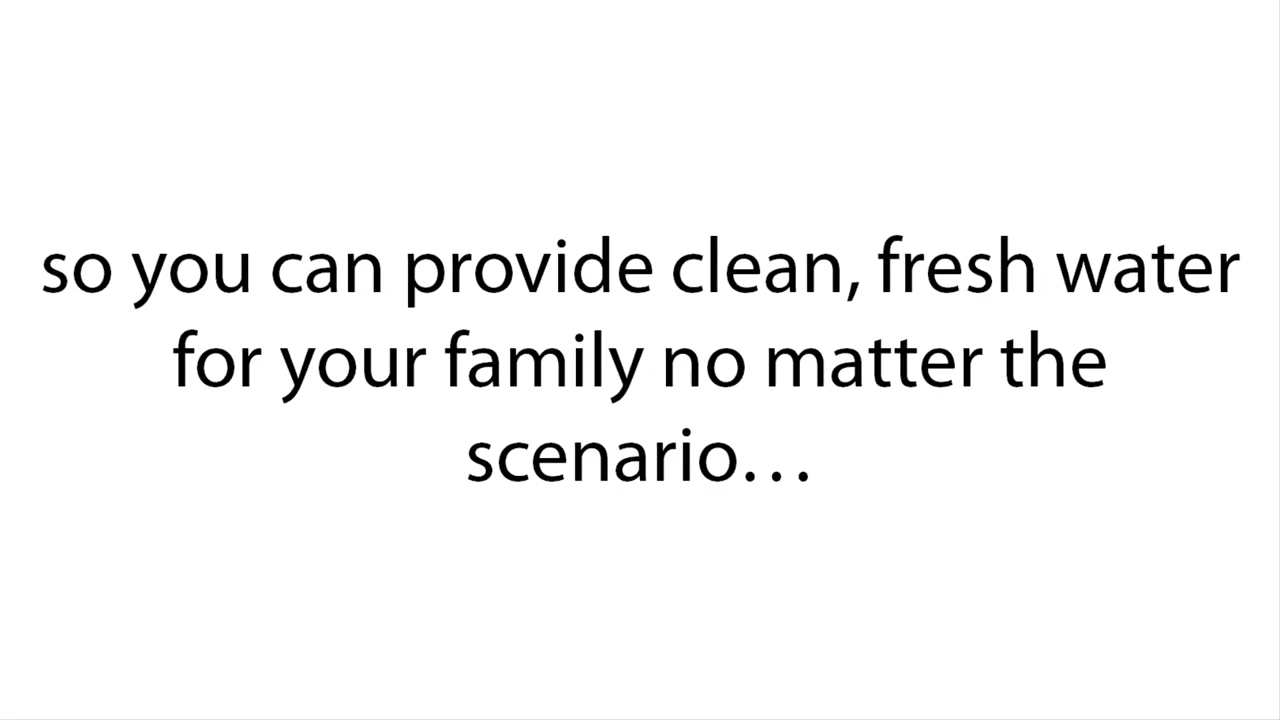 so you can provide clean, fresh water
for your family no matter the
scenario…